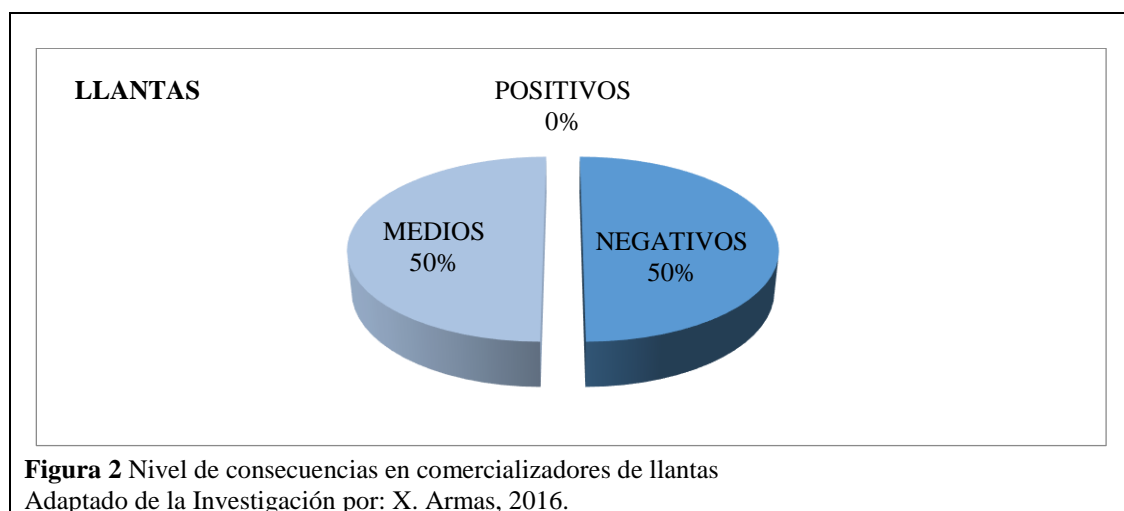 LLANTAS
POSITIVOS
0%
MEDIOS
50%
NEGATIVOS
50%
Figura 2 Nivel de consecuencias en comercializadores de llantas
Adaptado de la Investigación por: X. Armas, 2016.